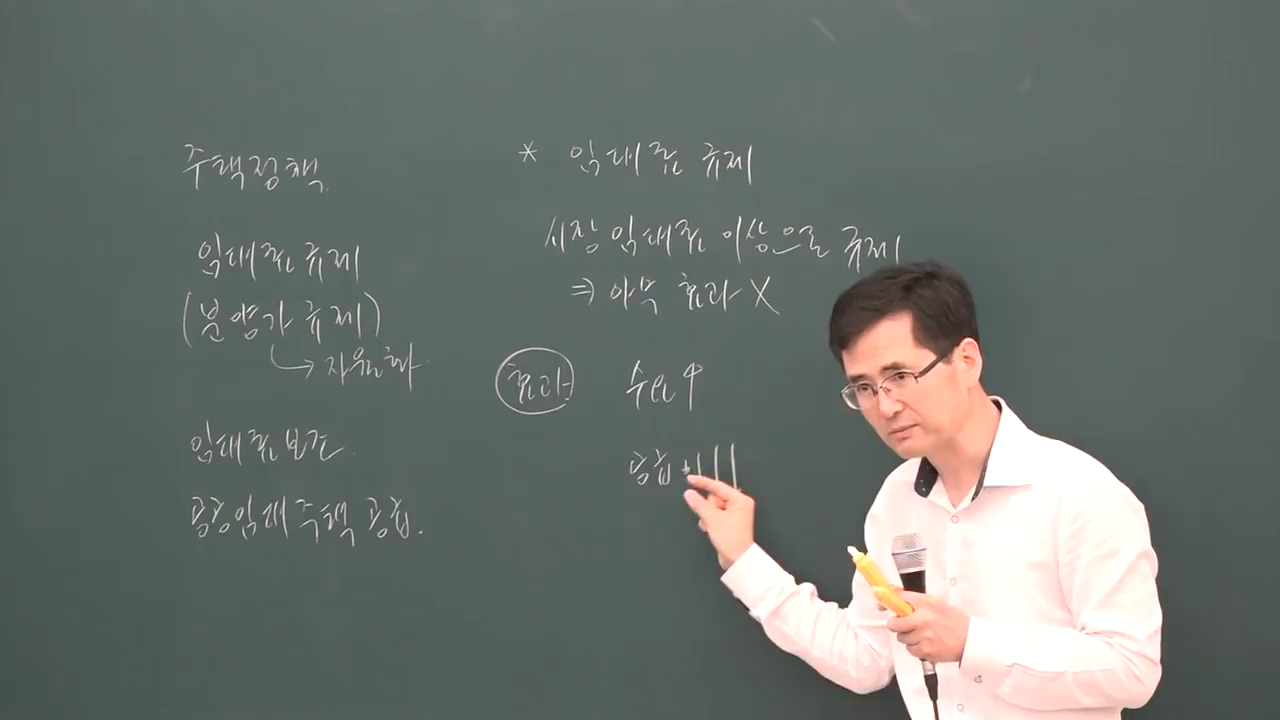 주택정책.
임대료 규제
(분양가 규제)
↳ 자율화.
임대료 보조.
공공임대주택 공급.
* 임대료 규제
시장 임대료 이상으로 규제
⇒ 아무 효과 X
효과
수요↑
공급